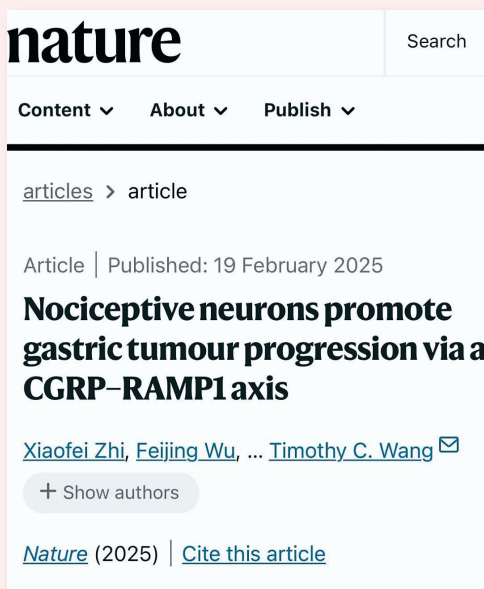 nature
Search
Content About Publish
articles > article
Article | Published: 19 February 2025
Nociceptive neurons promote
gastric tumour progression via a
CGRP–RAMP1 axis
Xiaofei Zhi, Feijing Wu, ... Timothy C. Wang
+ Show authors
Nature (2025) | Cite this article